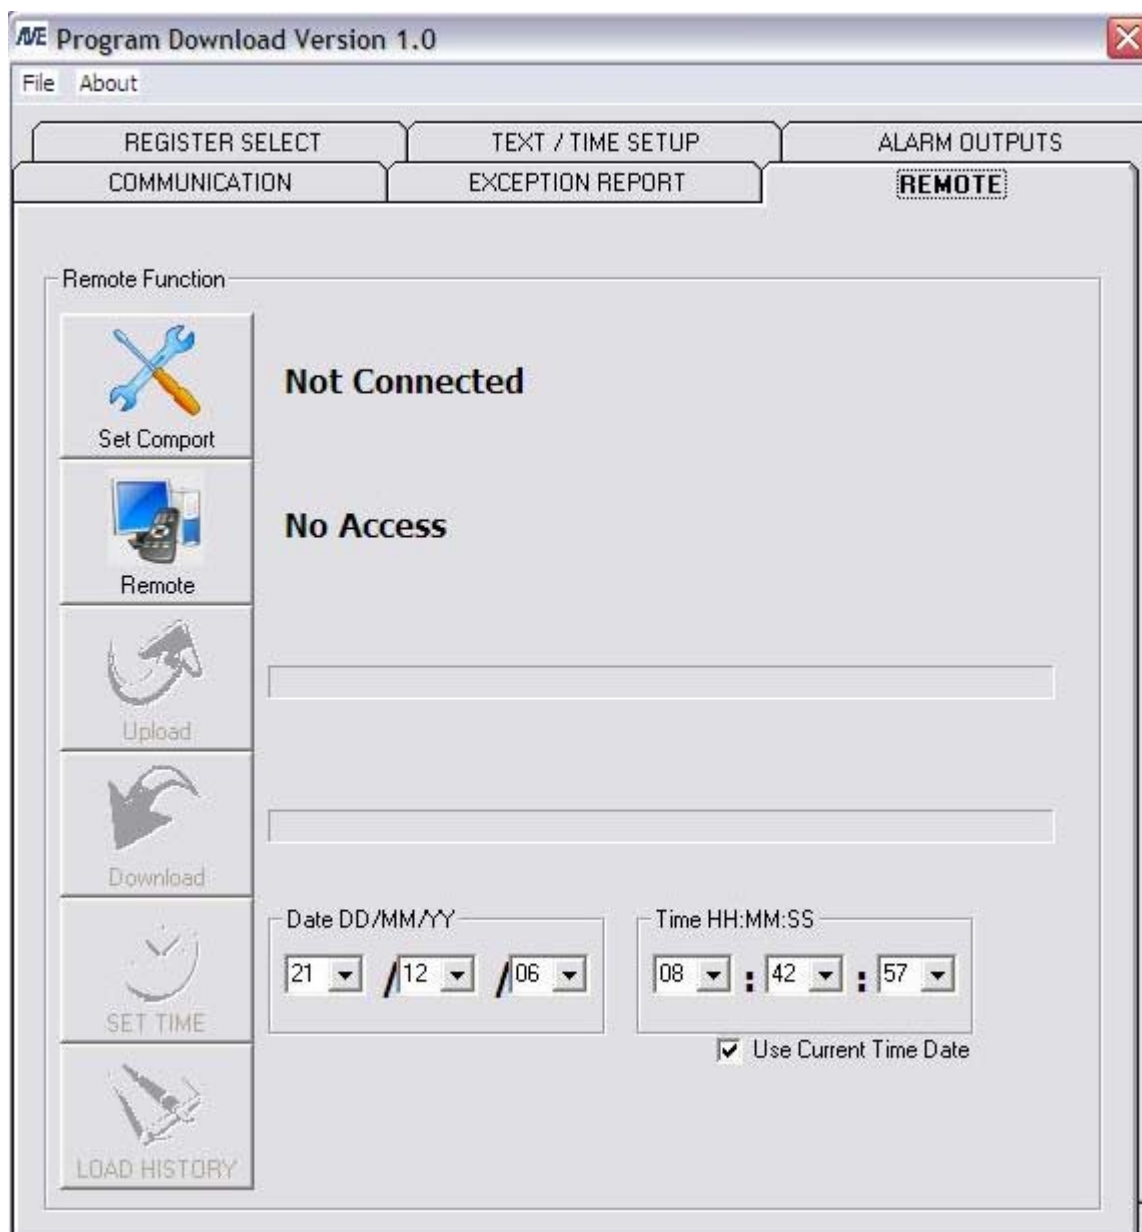 AVE Program Download Version 1.0
File About
REGISTER SELECT TEXT / TIME SETUP ALARM OUTPUTS
COMMUNICATION EXCEPTION REPORT REMOTE
Remote Function
Set Comport
Not Connected
Remote
No Access
Upload
Download
Date DD/MM/YY Time HH:MM:SS
21 / 12 / 06 08 : 42 : 57
SET TIME
Use Current Time Date
LOAD HISTORY